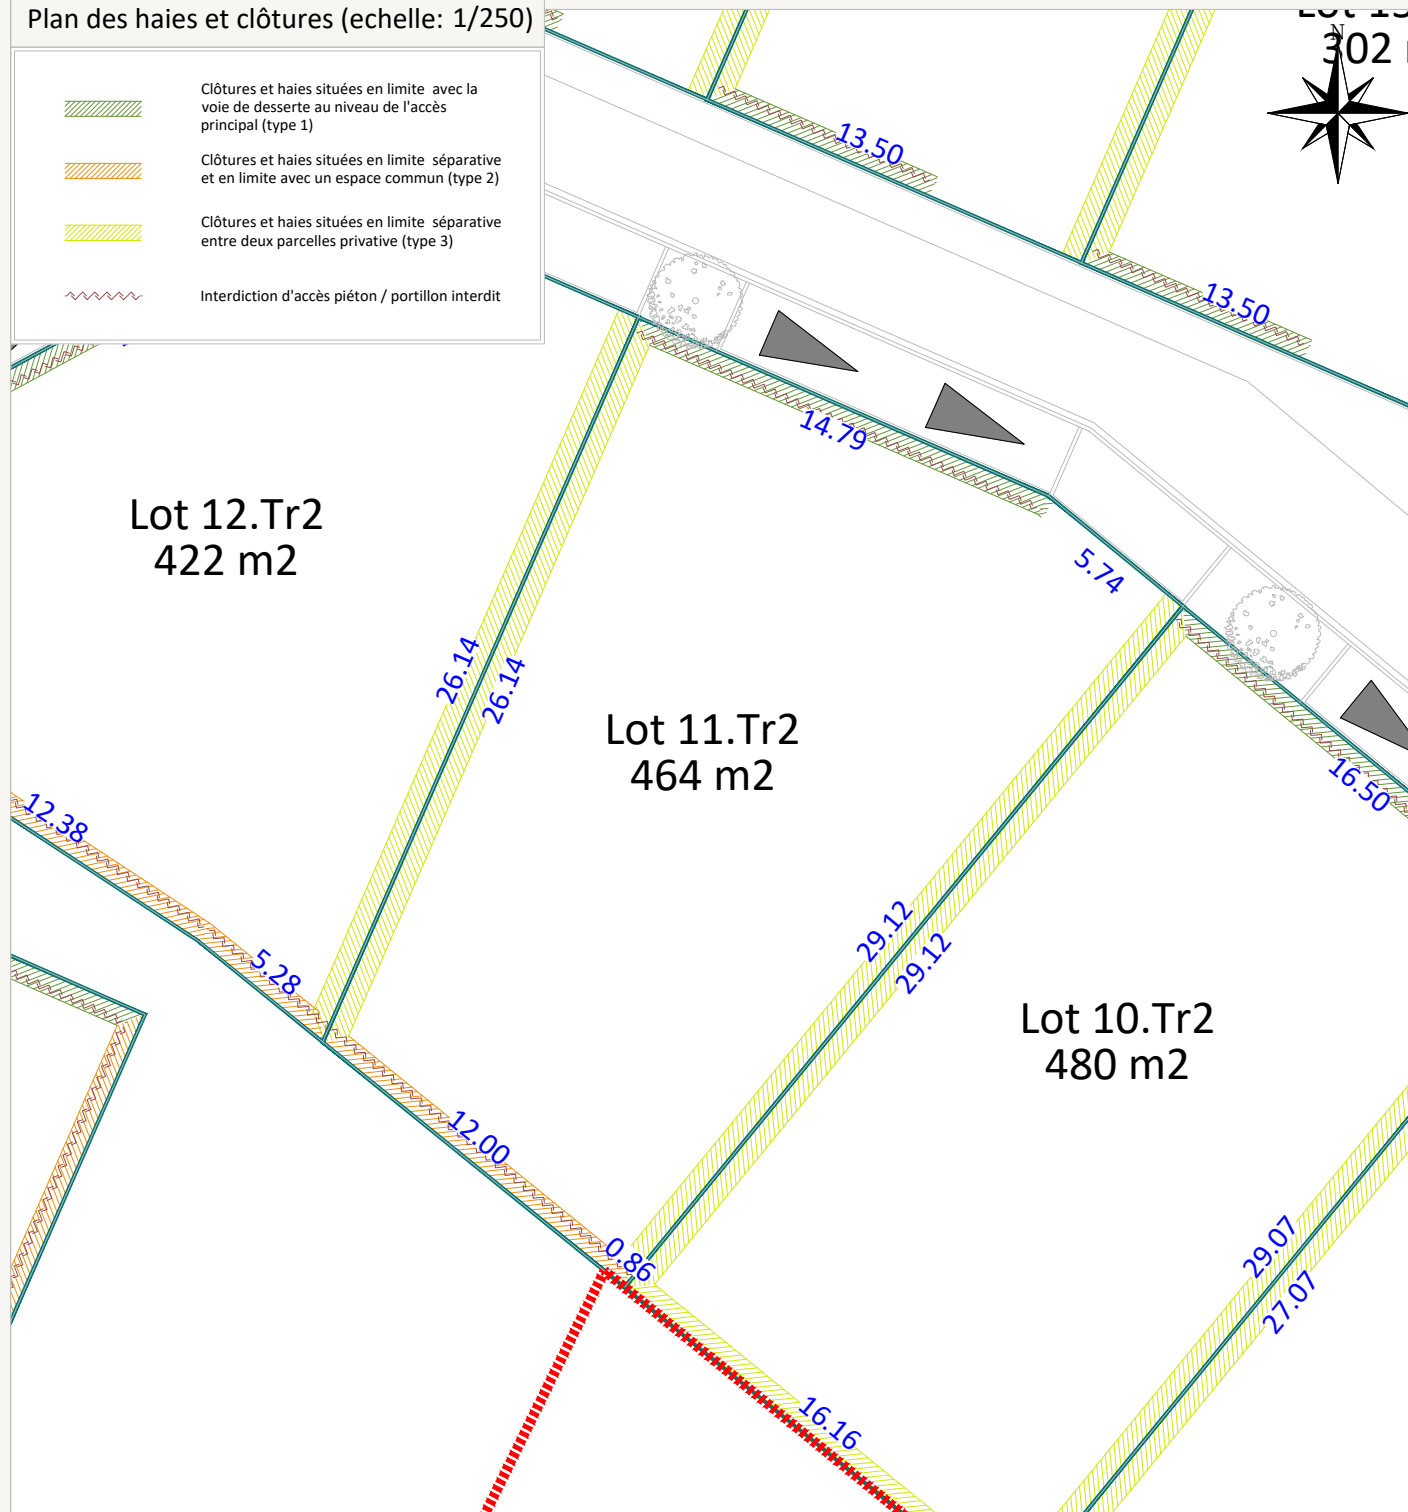 Plan des haies et clôtures (echelle: 1/250)
Clôtures et haies situées en limite avec la
voie de desserte au niveau de l'accès
principal (type 1)
Clôtures et haies situées en limite séparative
et en limite avec un espace commun (type 2)
Clôtures et haies situées en limite séparative
entre deux parcelles privative (type 3)
Interdiction d'accès piéton / portillon interdit
N
302
13.50
13.50
14.79
5.74
Lot 12.Tr2
422 m2
26.14
26.14
Lot 11.Tr2
464 m2
16.50
12.38
5.28
29.12
29.12
Lot 10.Tr2
480 m2
12.00
0.86
29.07
27.07
16.16